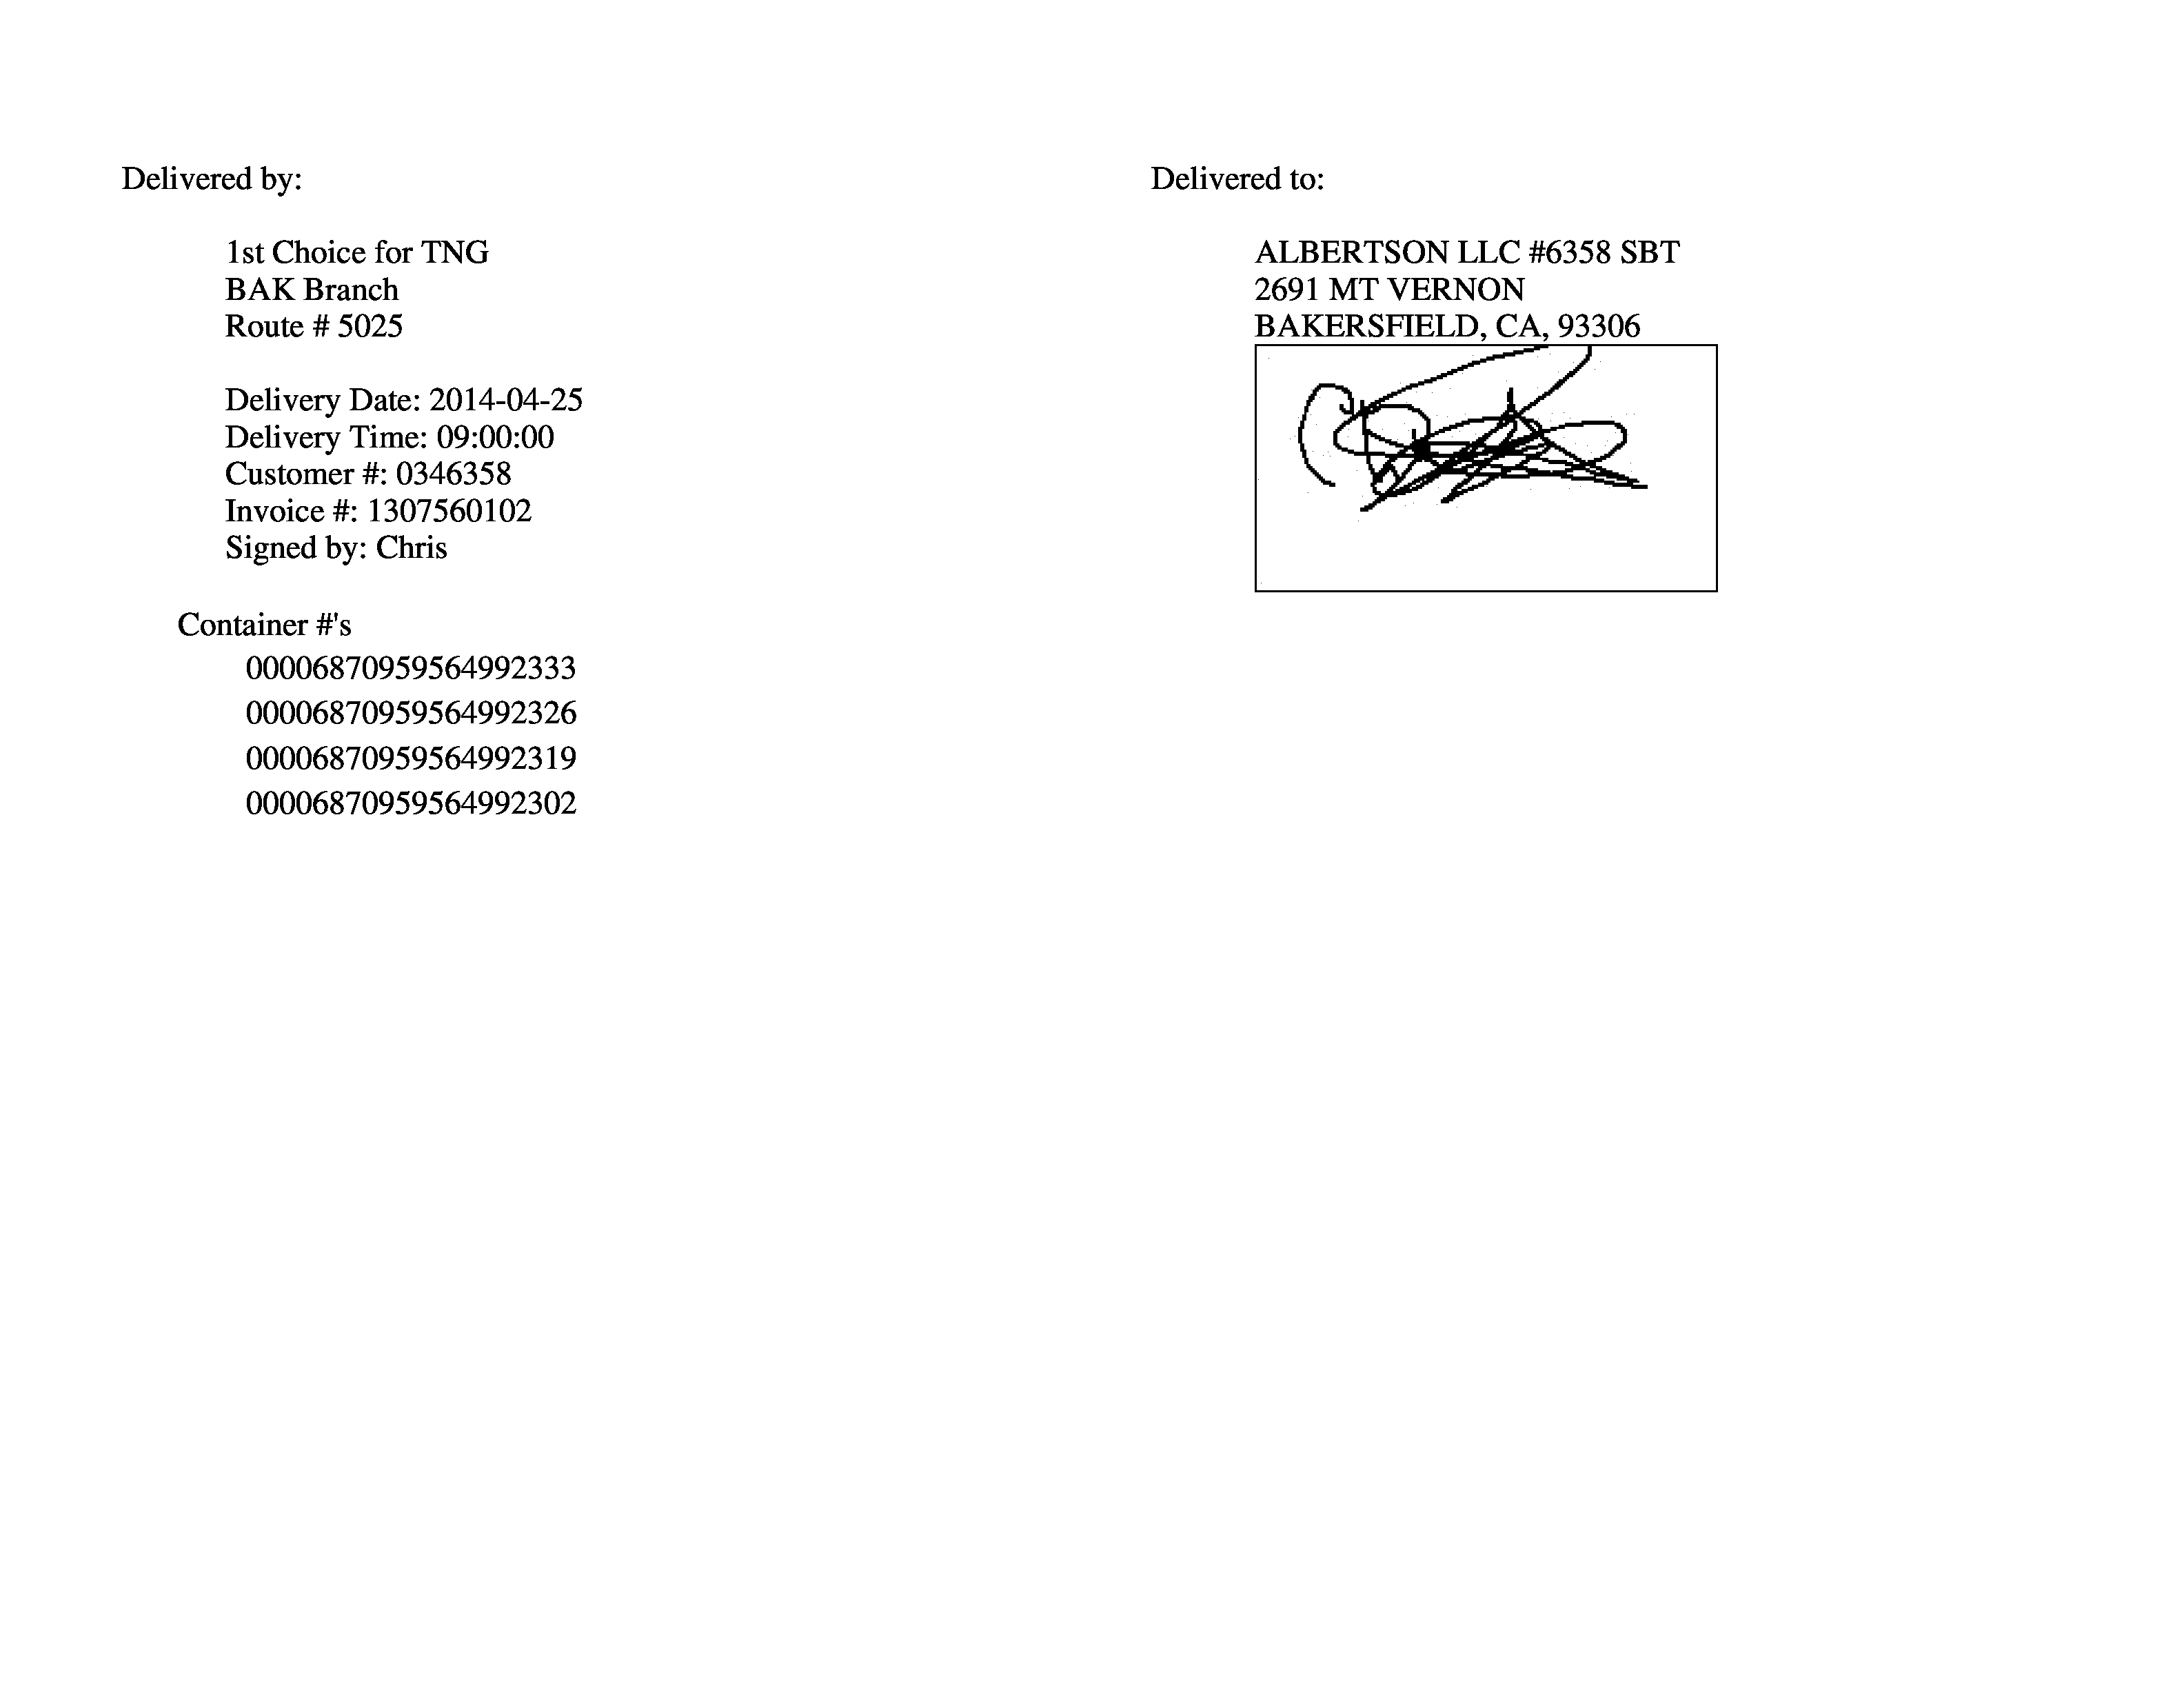 Delivered by:
1st Choice for TNG
BAK Branch
Route # 5025
Delivery Date: 2014-04-25
Delivery Time: 09:00:00
Customer #: 0346358
Invoice #: 1307560102
Signed by: Chris
Container #'s
00006870959564992333
00006870959564992326
00006870959564992319
00006870959564992302
Delivered to:
ALBERTSON LLC #6358 SBT
2691 MT VERNON
BAKERSFIELD, CA, 93306